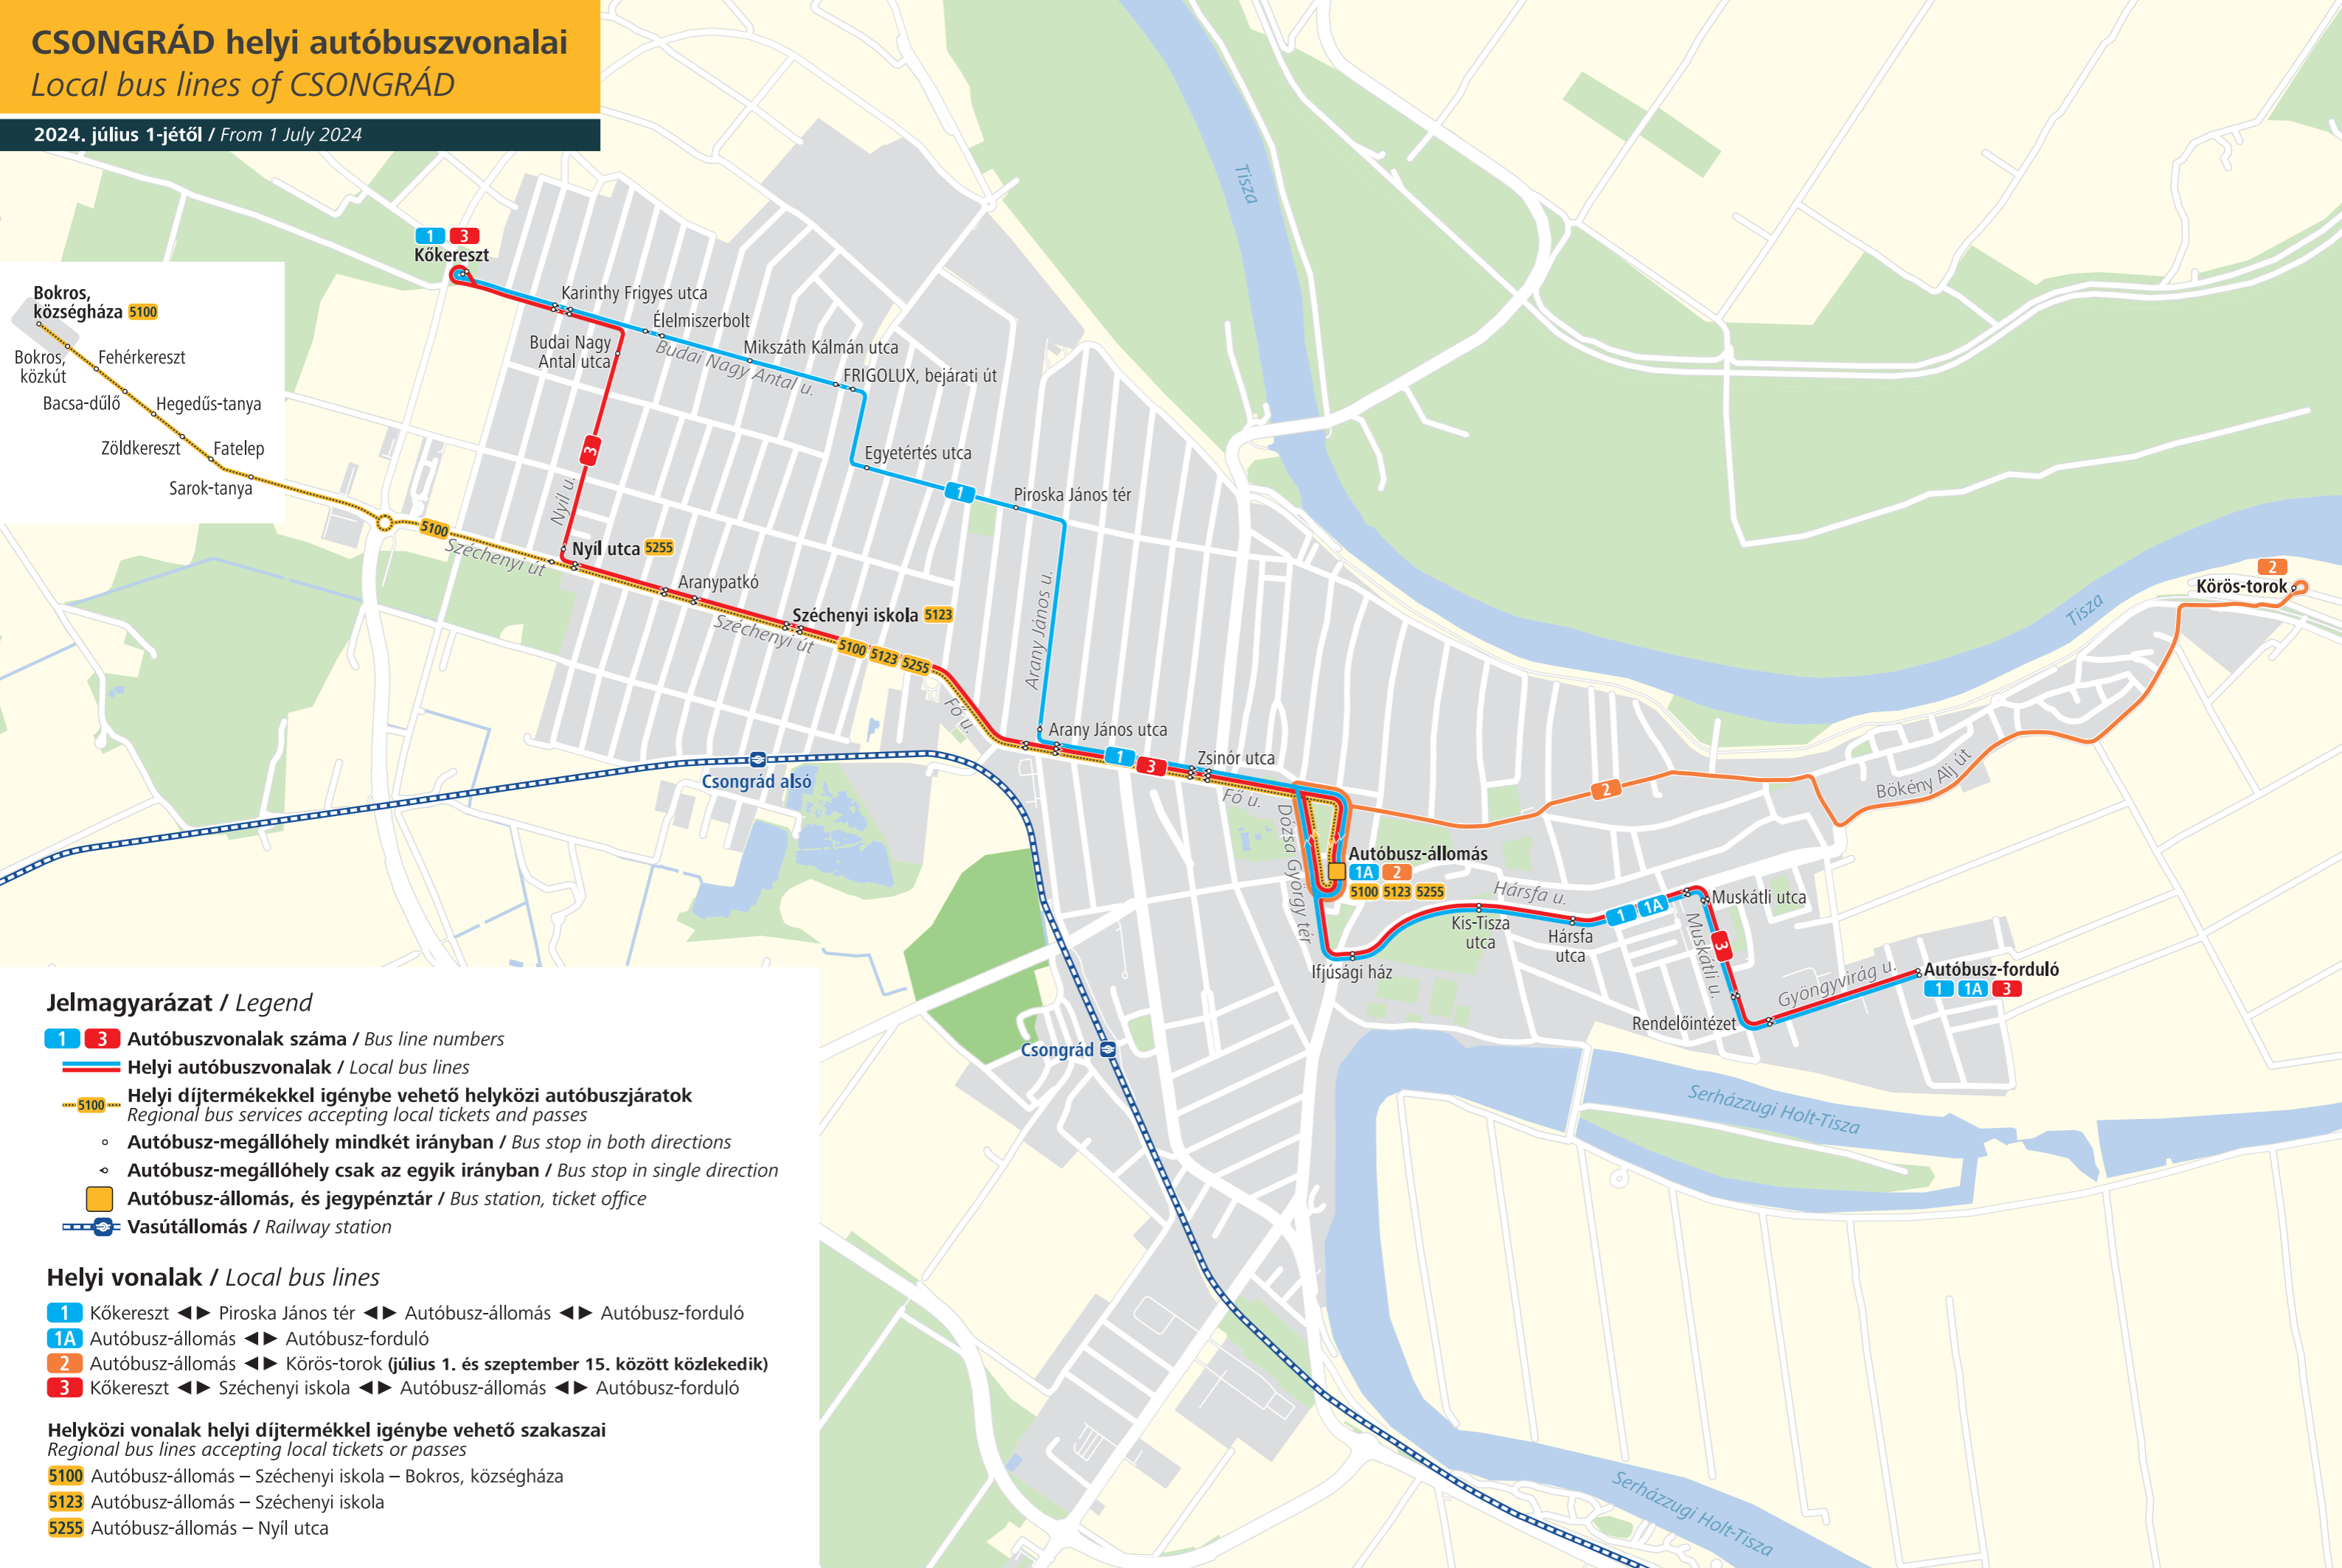 CSONGRÁD helyi autóbuszvonalai
Local bus lines of CSONGRÁD
2024. július 1-jétől / From 1 July 2024
1 3
Kőkereszt
Karinthy Frigyes utca
Élelmiszerbolt
Budai Nagy
Antal utca
Budai Nagy Antal u.
Mikszáth Kálmán utca
FRIGOLUX, bejárati út
Egyetértés utca
1
Piroska János tér
Arany János u.
Arany János utca
3
Nyíl u.
Nyíl utca 5255
Aranypatkó
Széchenyi iskola 5123
Széchenyi út
Széchenyi út
5100
5100 5123 5255
Fő u.
Bokros,
községháza 5100
Bokros,
közkút
Fehérkereszt
Bacsa-dűlő
Hegedűs-tanya
Zöldkereszt
Fatelep
Sarok-tanya
1 3
Zsinór utca
Fő u.
Dózsa György tér
Autóbusz-állomás
1A 2
5100 5123 5255
2
Bökény Alj út
2
Körös-torok
Tisza
Tisza
Hársfa u.
Kis-Tisza
utca
Hársfa
utca
Ifjúsági ház
1 1A
Muskátli utca
Muskátli u.
3
Rendelőintézet
Gyöngyvirág u.
Autóbusz-forduló
1 1A 3
Csongrád alsó
Csongrád
Serházzugi Holt-Tisza
Serházzugi Holt-Tisza
Jelmagyarázat / Legend
1 3 Autóbuszvonalak száma / Bus line numbers
Helyi autóbuszvonalak / Local bus lines
5100 Helyi díjtermékekkel igénybe vehető helyközi autóbuszjáratok
Regional bus services accepting local tickets and passes
Autóbusz-megállóhely mindkét irányban / Bus stop in both directions
Autóbusz-megállóhely csak az egyik irányban / Bus stop in single direction
Autóbusz-állomás, és jegypénztár / Bus station, ticket office
Vasútállomás / Railway station
Helyi vonalak / Local bus lines
1 Kőkereszt ◄► Piroska János tér ◄► Autóbusz-állomás ◄► Autóbusz-forduló
1A Autóbusz-állomás ◄► Autóbusz-forduló
2 Autóbusz-állomás ◄► Körös-torok (július 1. és szeptember 15. között közlekedik)
3 Kőkereszt ◄► Széchenyi iskola ◄► Autóbusz-állomás ◄► Autóbusz-forduló
Helyközi vonalak helyi díjtermékkel igénybe vehető szakaszai
Regional bus lines accepting local tickets or passes
5100 Autóbusz-állomás – Széchenyi iskola – Bokros, községháza
5123 Autóbusz-állomás – Széchenyi iskola
5255 Autóbusz-állomás – Nyíl utca